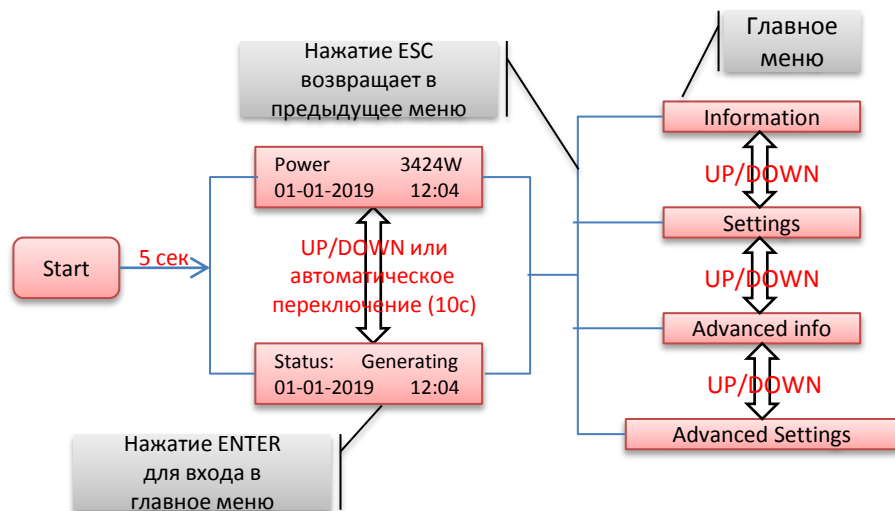 Нажатие ESC
возвращает в
предыдущее меню
Главное
меню
Start
5 сек
Power 3424W
01-01-2019 12:04
UP/DOWN или
автоматическое
переключение (10с)
Status: Generating
01-01-2019 12:04
Нажатие ENTER
для входа в
главное меню
Information
UP/DOWN
Settings
UP/DOWN
Advanced info
UP/DOWN
Advanced Settings